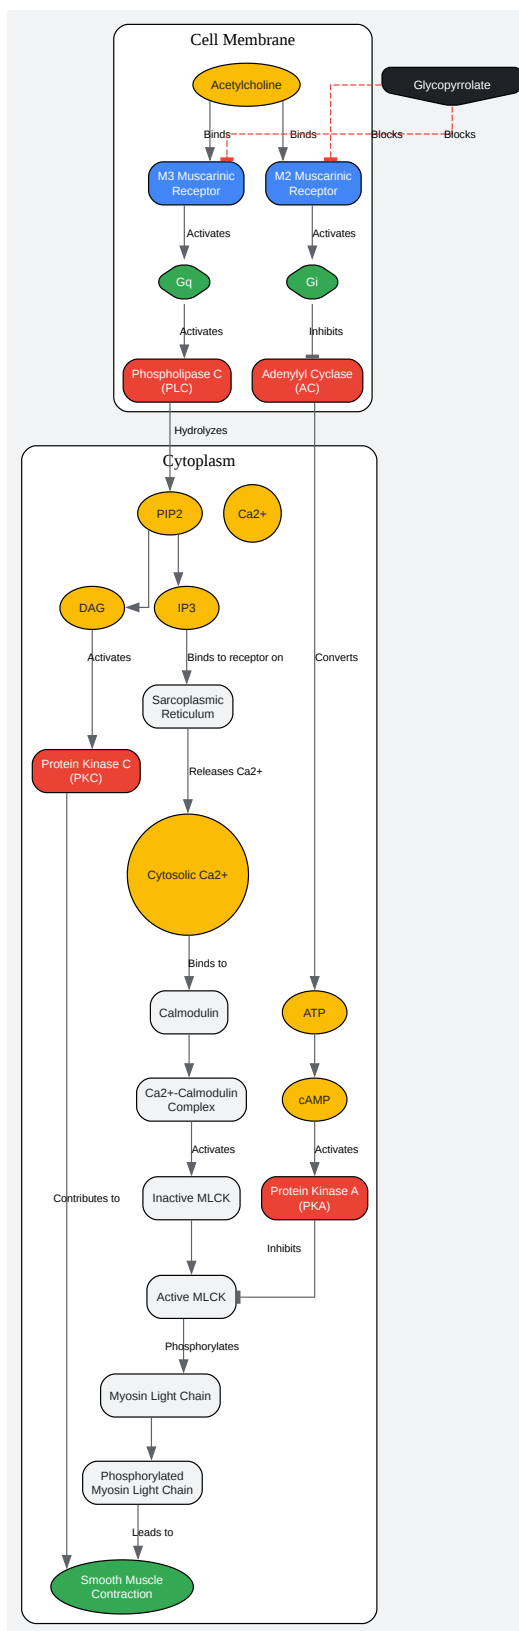 Cell Membrane
Acetylcholine
Glycopyrrolate
Binds
Binds
Blocks
Blocks
M3 Muscarinic
Receptor
M2 Muscarinic
Receptor
Activates
Activates
Gq
Gi
Activates
Inhibits
Phospholipase C
(PLC)
Adenylyl Cyclase
(AC)
Hydrolyzes
Cytoplasm
PIP2
Ca2+
DAG
IP3
Activates
Binds to receptor on
Converts
Sarcoplasmic
Reticulum
Protein Kinase C
(PKC)
Releases Ca2+
Cytosolic Ca2+
Binds to
Calmodulin
ATP
Ca2+-Calmodulin
Complex
cAMP
Activates
Activates
Contributes to
Inactive MLCK
Protein Kinase A
(PKA)
Inhibits
Active MLCK
Phosphorylates
Myosin Light Chain
Phosphorylated
Myosin Light Chain
Leads to
Smooth Muscle
Contraction